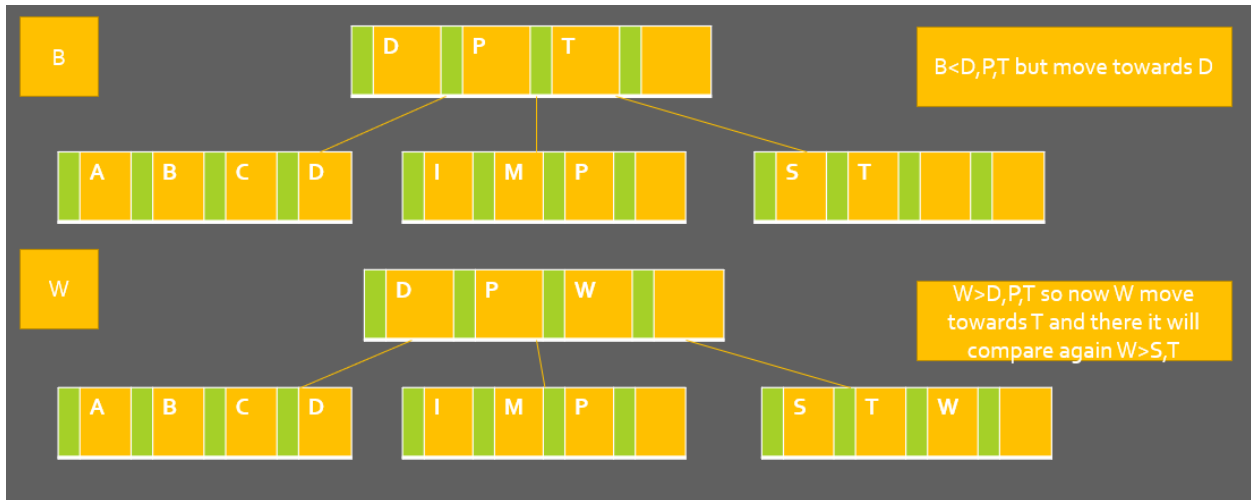 B
D P T
B<D,P,T but move towards D
A B C D
I M P
S T
W
D P W
W>D,P,T so now W move
towards T and there it will
compare again W>S,T
A B C D
I M P
S T W